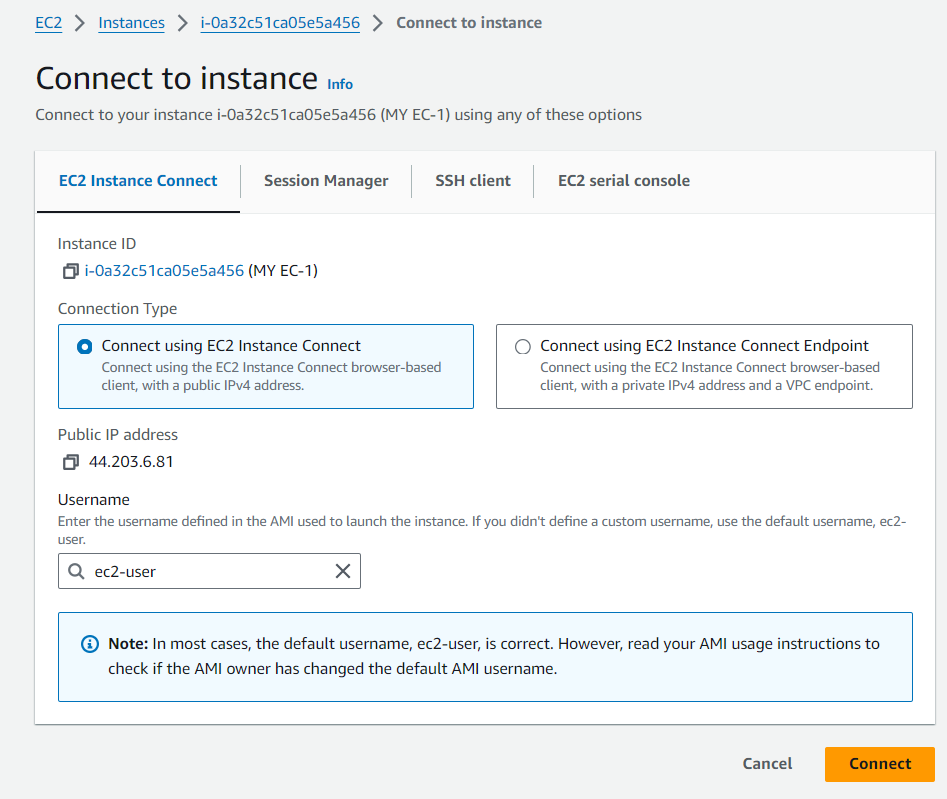 EC2 > Instances > i-0a32c51ca05e5a456 > Connect to instance
Connect to instance Info
Connect to your instance i-0a32c51ca05e5a456 (MY EC-1) using any of these options
EC2 Instance Connect Session Manager SSH client EC2 serial console
Instance ID
i-0a32c51ca05e5a456 (MY EC-1)
Connection Type
Connect using EC2 Instance Connect
Connect using the EC2 Instance Connect browser-based
client, with a public IPv4 address.
Connect using EC2 Instance Connect Endpoint
Connect using the EC2 Instance Connect browser-based
client, with a private IPv4 address and a VPC endpoint.
Public IP address
44.203.6.81
Username
Enter the username defined in the AMI used to launch the instance. If you didn't define a custom username, use the default username, ec2-
user.
ec2-user
Note: In most cases, the default username, ec2-user, is correct. However, read your AMI usage instructions to
check if the AMI owner has changed the default AMI username.
Cancel Connect